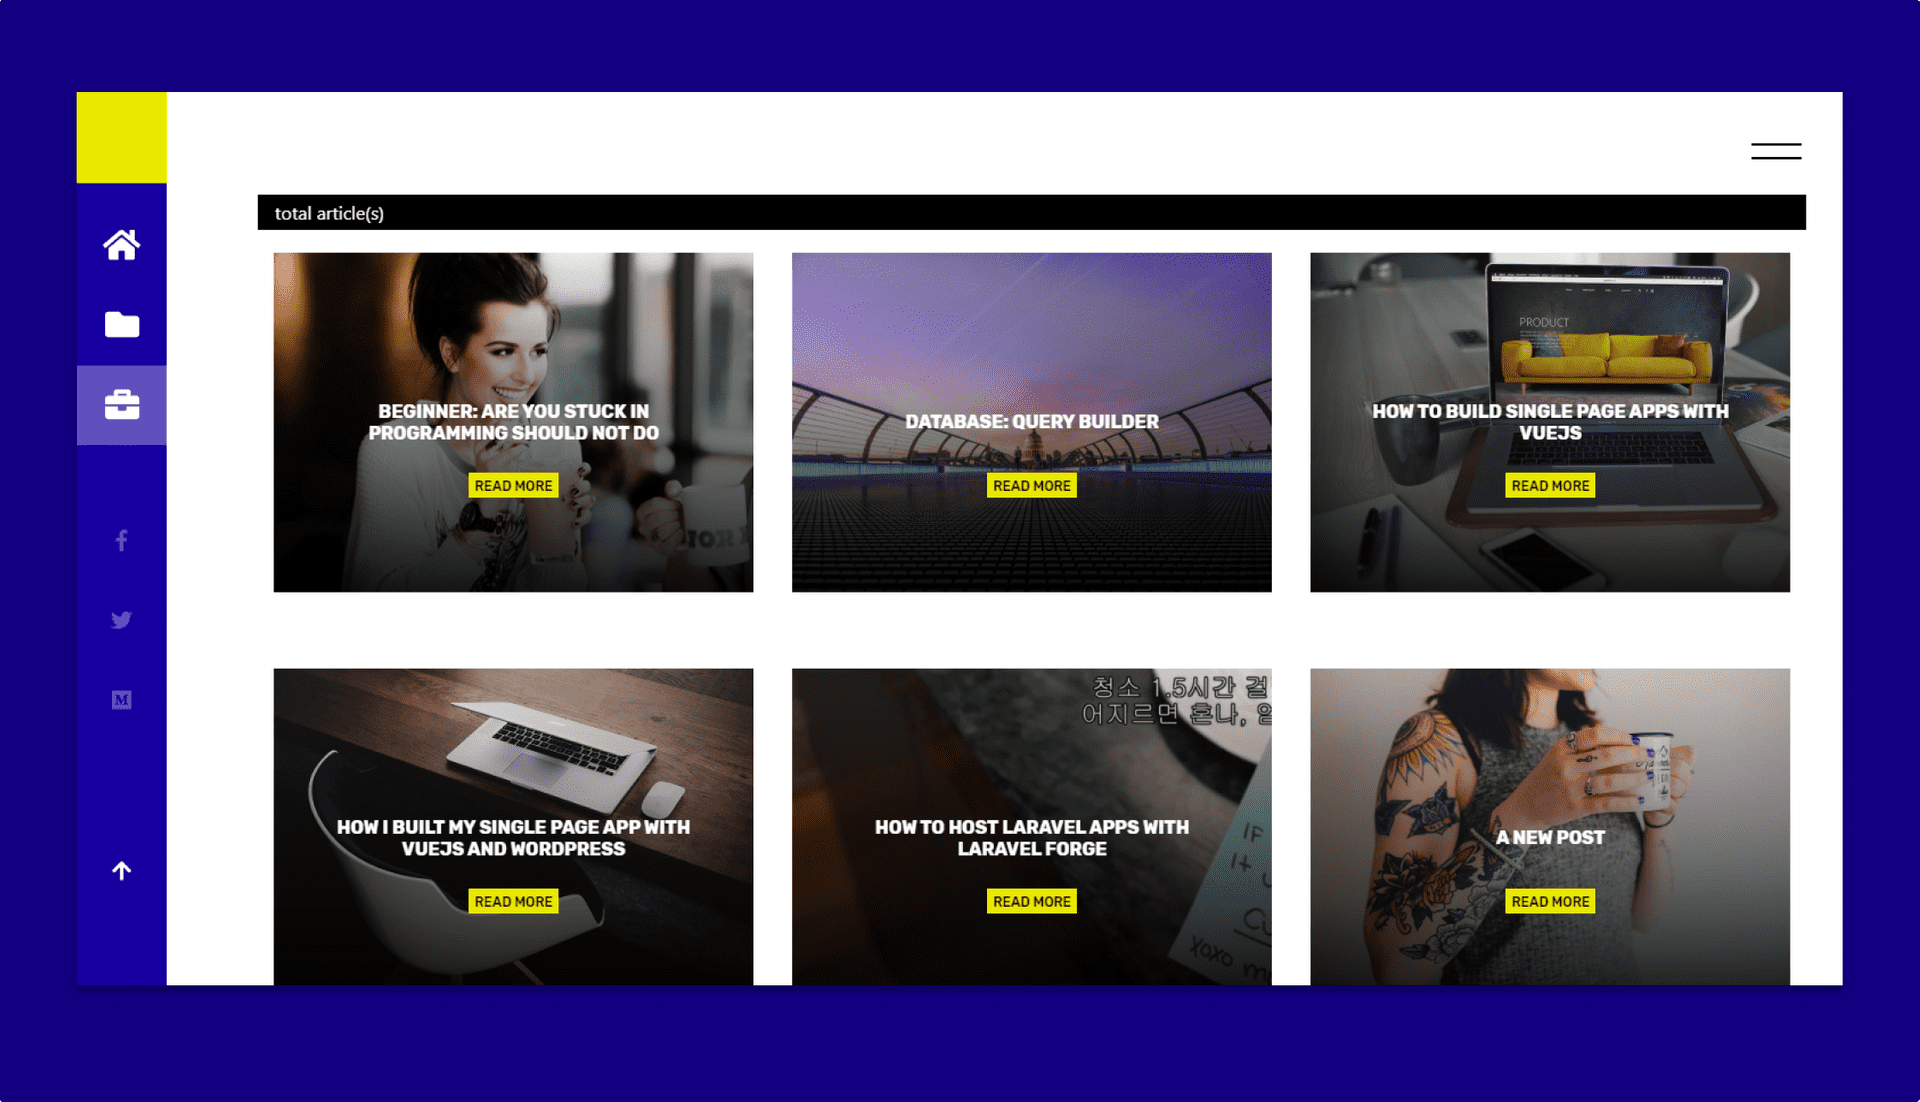 total article(s)
PRODUCT
BEGINNER: ARE YOU STUCK IN
PROGRAMMING SHOULD NOT DO
READ MORE
DATABASE: QUERY BUILDER
READ MORE
HOW TO BUILD SINGLE PAGE APPS WITH
VUEJS
READ MORE
M
HOW I BUILT MY SINGLE PAGE APP WITH
VUEJS AND WORDPRESS
READ MORE
청소 1.5시간 걸
어지르면 혼나,
IF
HOW TO HOST LARAVEL APPS WITH
LARAVEL FORGE
READ MORE
xoxo
A NEW POST
READ MORE